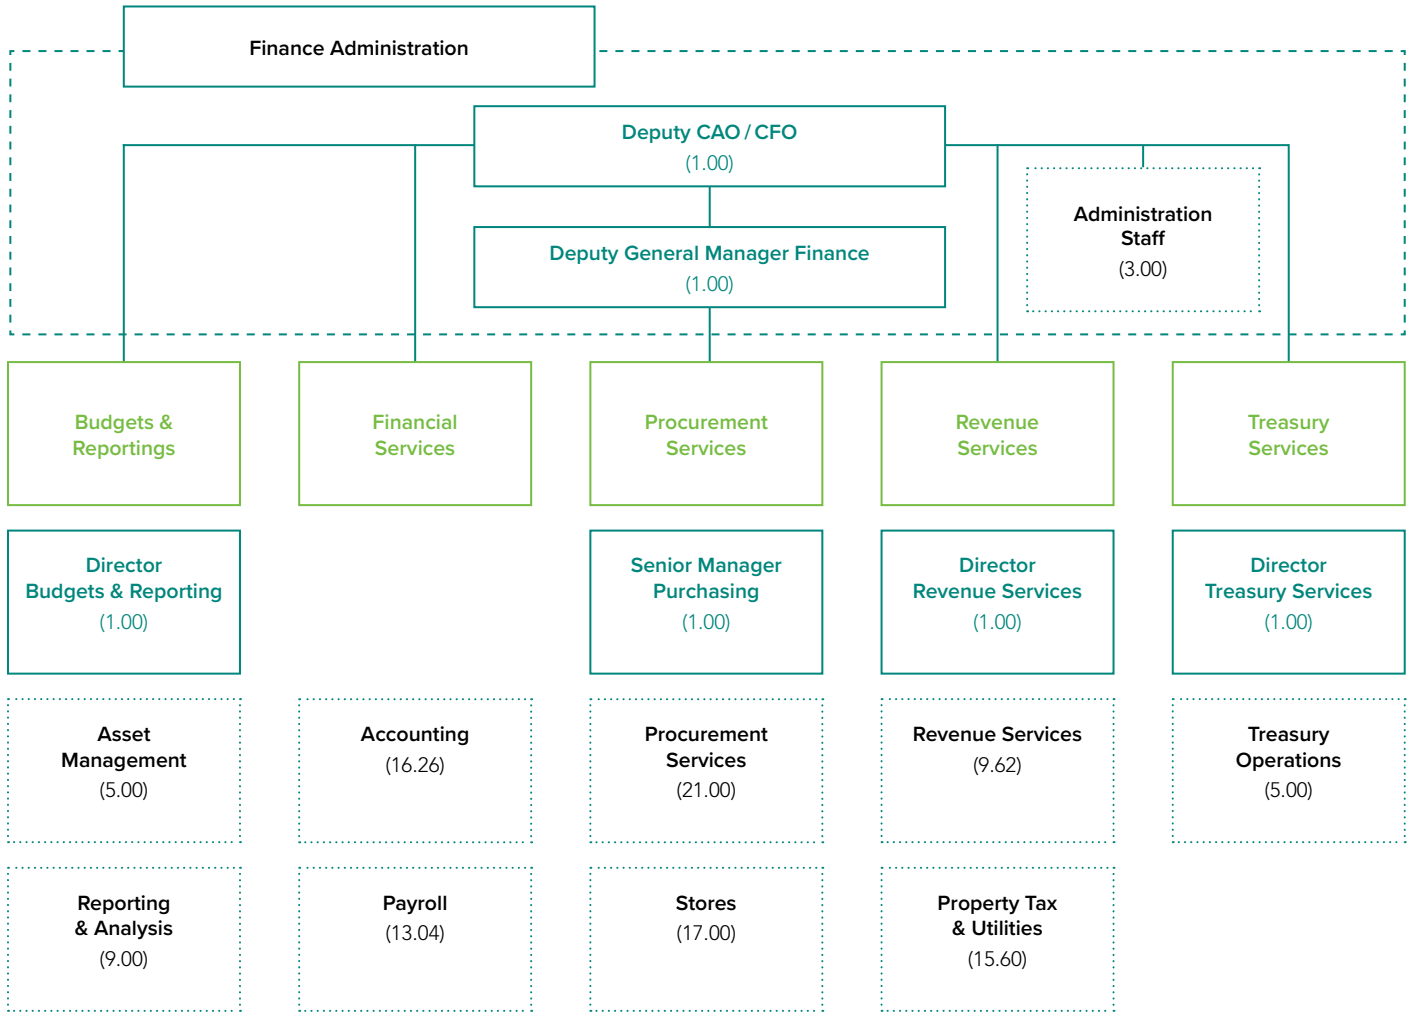 Finance Administration
Deputy CAO / CFO
(1.00)
Deputy General Manager Finance
(1.00)
Administration
Staff
(3.00)
Budgets &
Reportings
Financial
Services
Procurement
Services
Revenue
Services
Treasury
Services
Director
Budgets & Reporting
(1.00)
Senior Manager
Purchasing
(1.00)
Director
Revenue Services
(1.00)
Director
Treasury Services
(1.00)
Asset
Management
(5.00)
Accounting
(16.26)
Procurement
Services
(21.00)
Revenue Services
(9.62)
Treasury
Operations
(5.00)
Reporting
& Analysis
(9.00)
Payroll
(13.04)
Stores
(17.00)
Property Tax
& Utilities
(15.60)